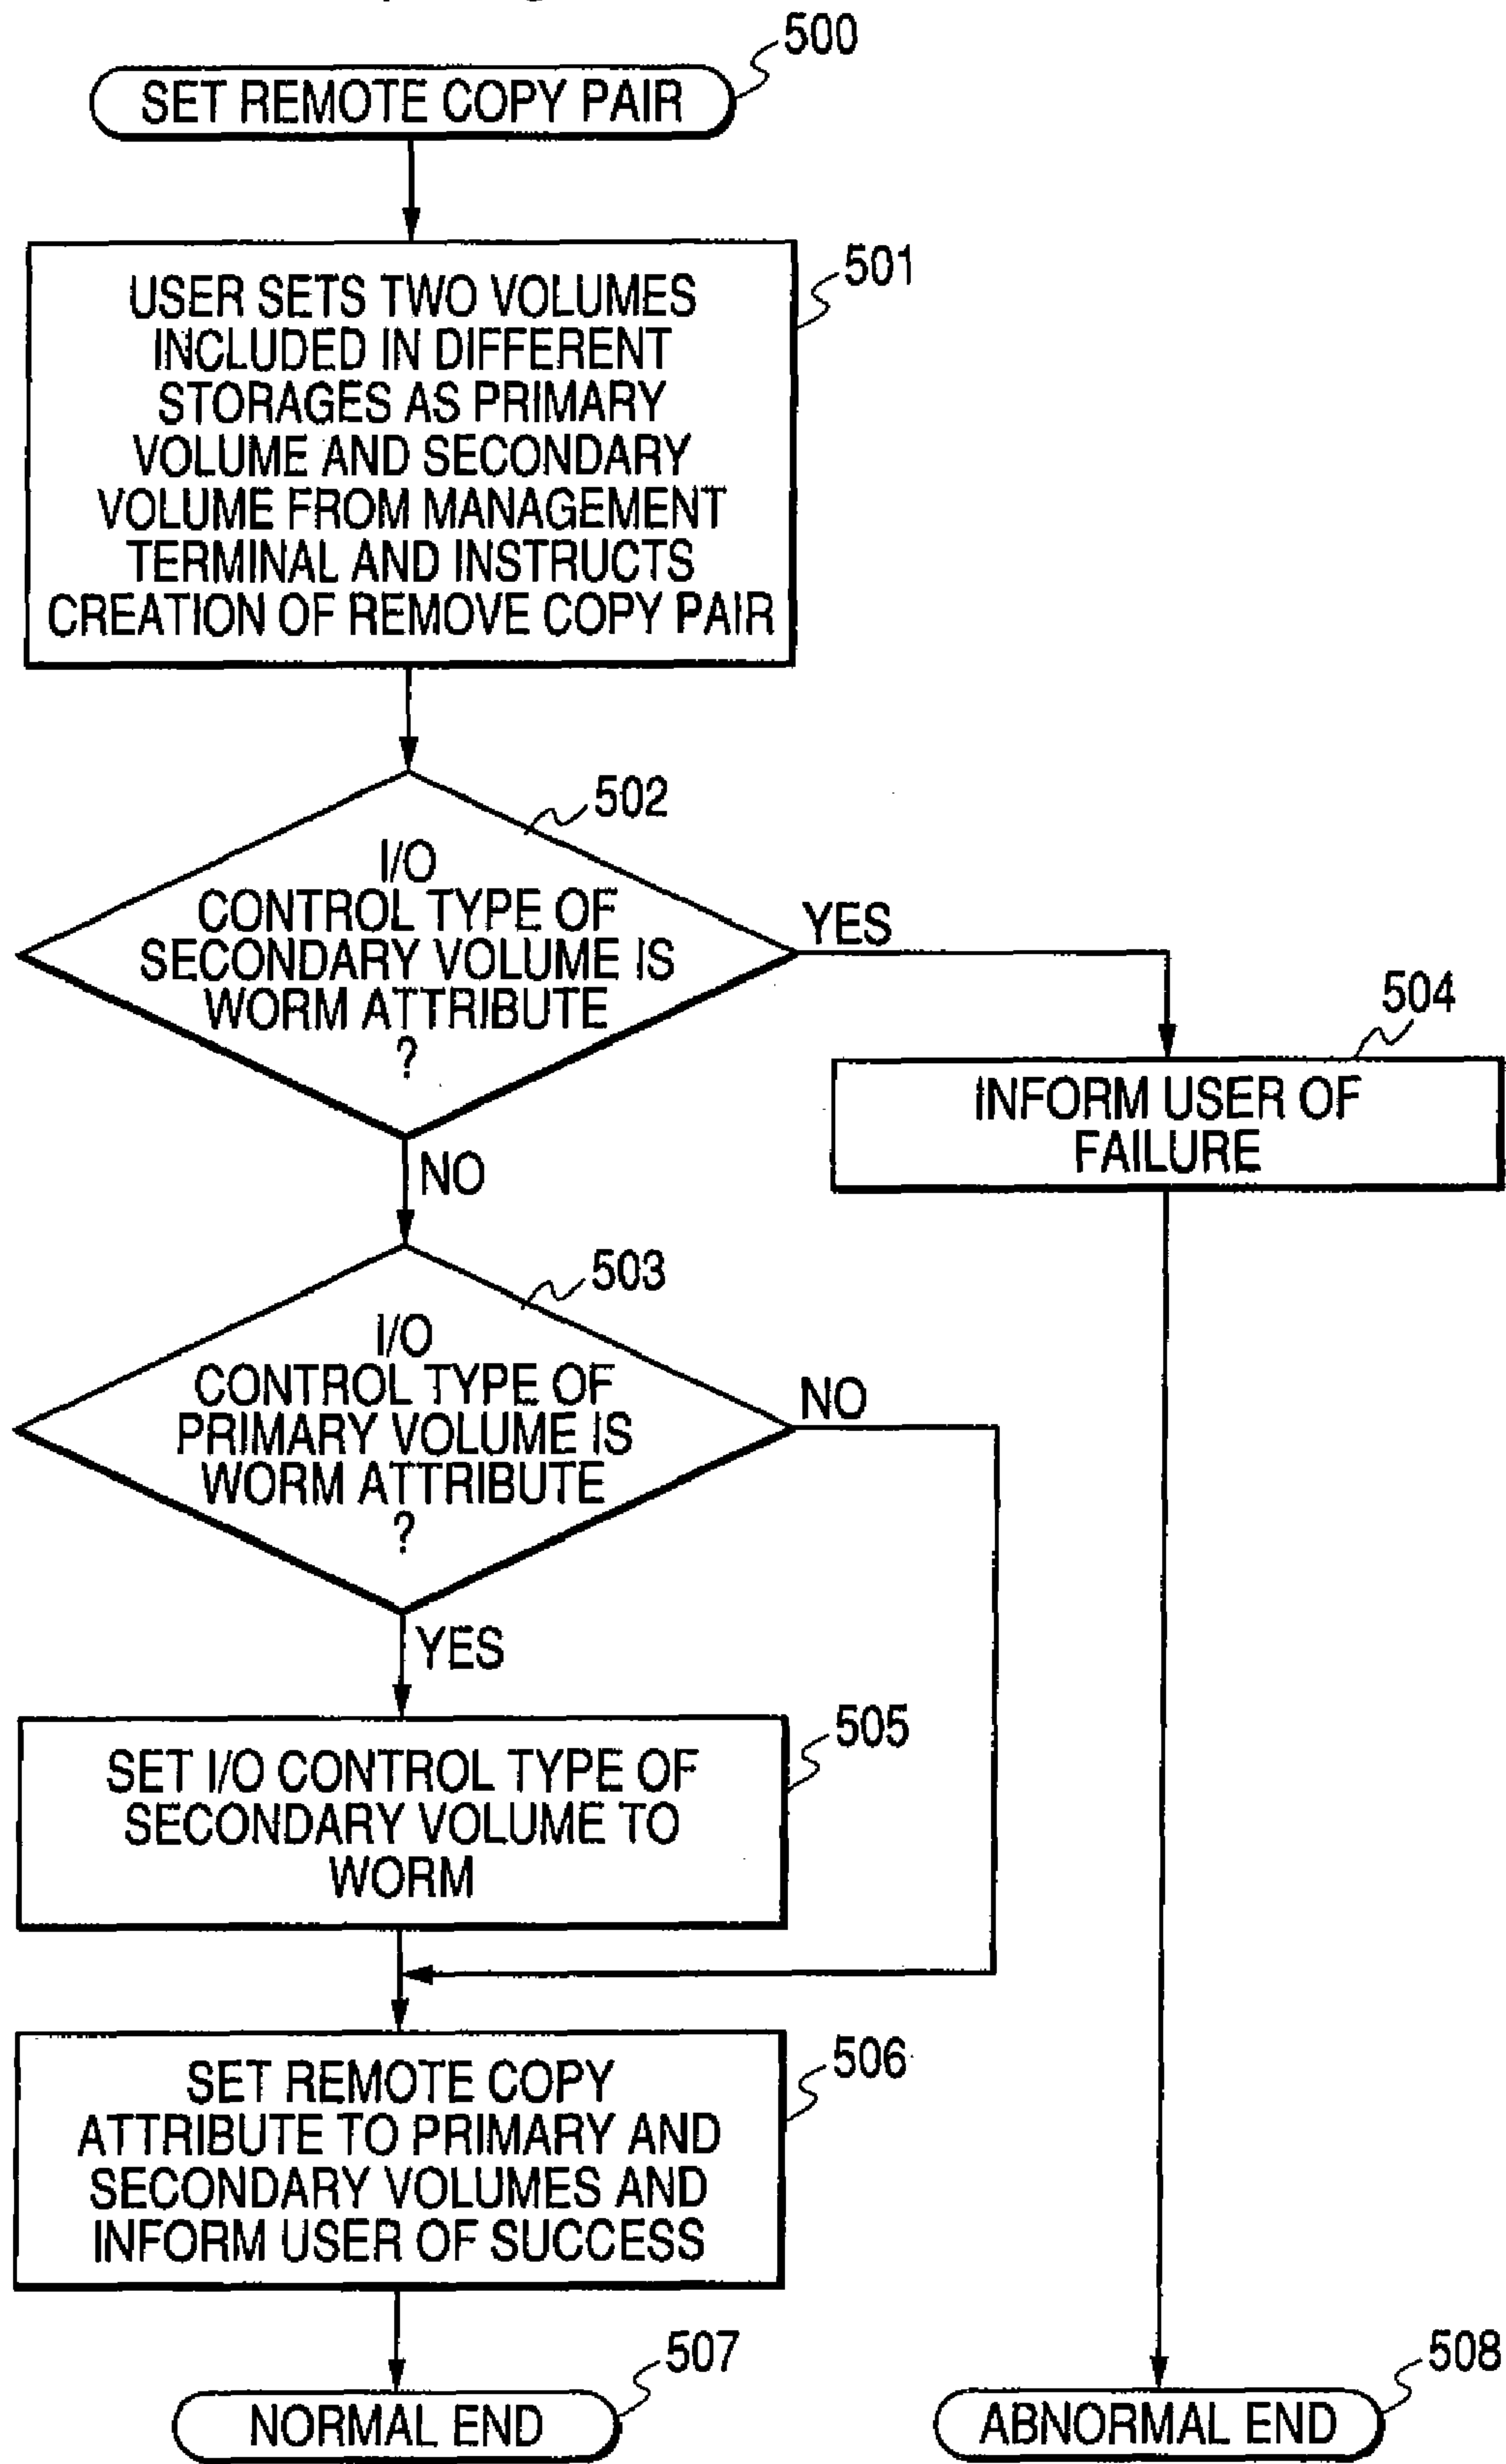 500
SET REMOTE COPY PAIR
501
USER SETS TWO VOLUMES
INCLUDED IN DIFFERENT
STORAGES AS PRIMARY
VOLUME AND SECONDARY
VOLUME FROM MANAGEMENT
TERMINAL AND INSTRUCTS
CREATION OF REMOVE COPY PAIR
502
I/O
CONTROL TYPE OF
SECONDARY VOLUME IS
WORM ATTRIBUTE
?
YES
NO
504
INFORM USER OF
FAILURE
503
I/O
CONTROL TYPE OF
PRIMARY VOLUME IS
WORM ATTRIBUTE
?
NO
YES
505
SET I/O CONTROL TYPE OF
SECONDARY VOLUME TO
WORM
506
SET REMOTE COPY
ATTRIBUTE TO PRIMARY AND
SECONDARY VOLUMES AND
INFORM USER OF SUCCESS
507
NORMAL END
508
ABNORMAL END